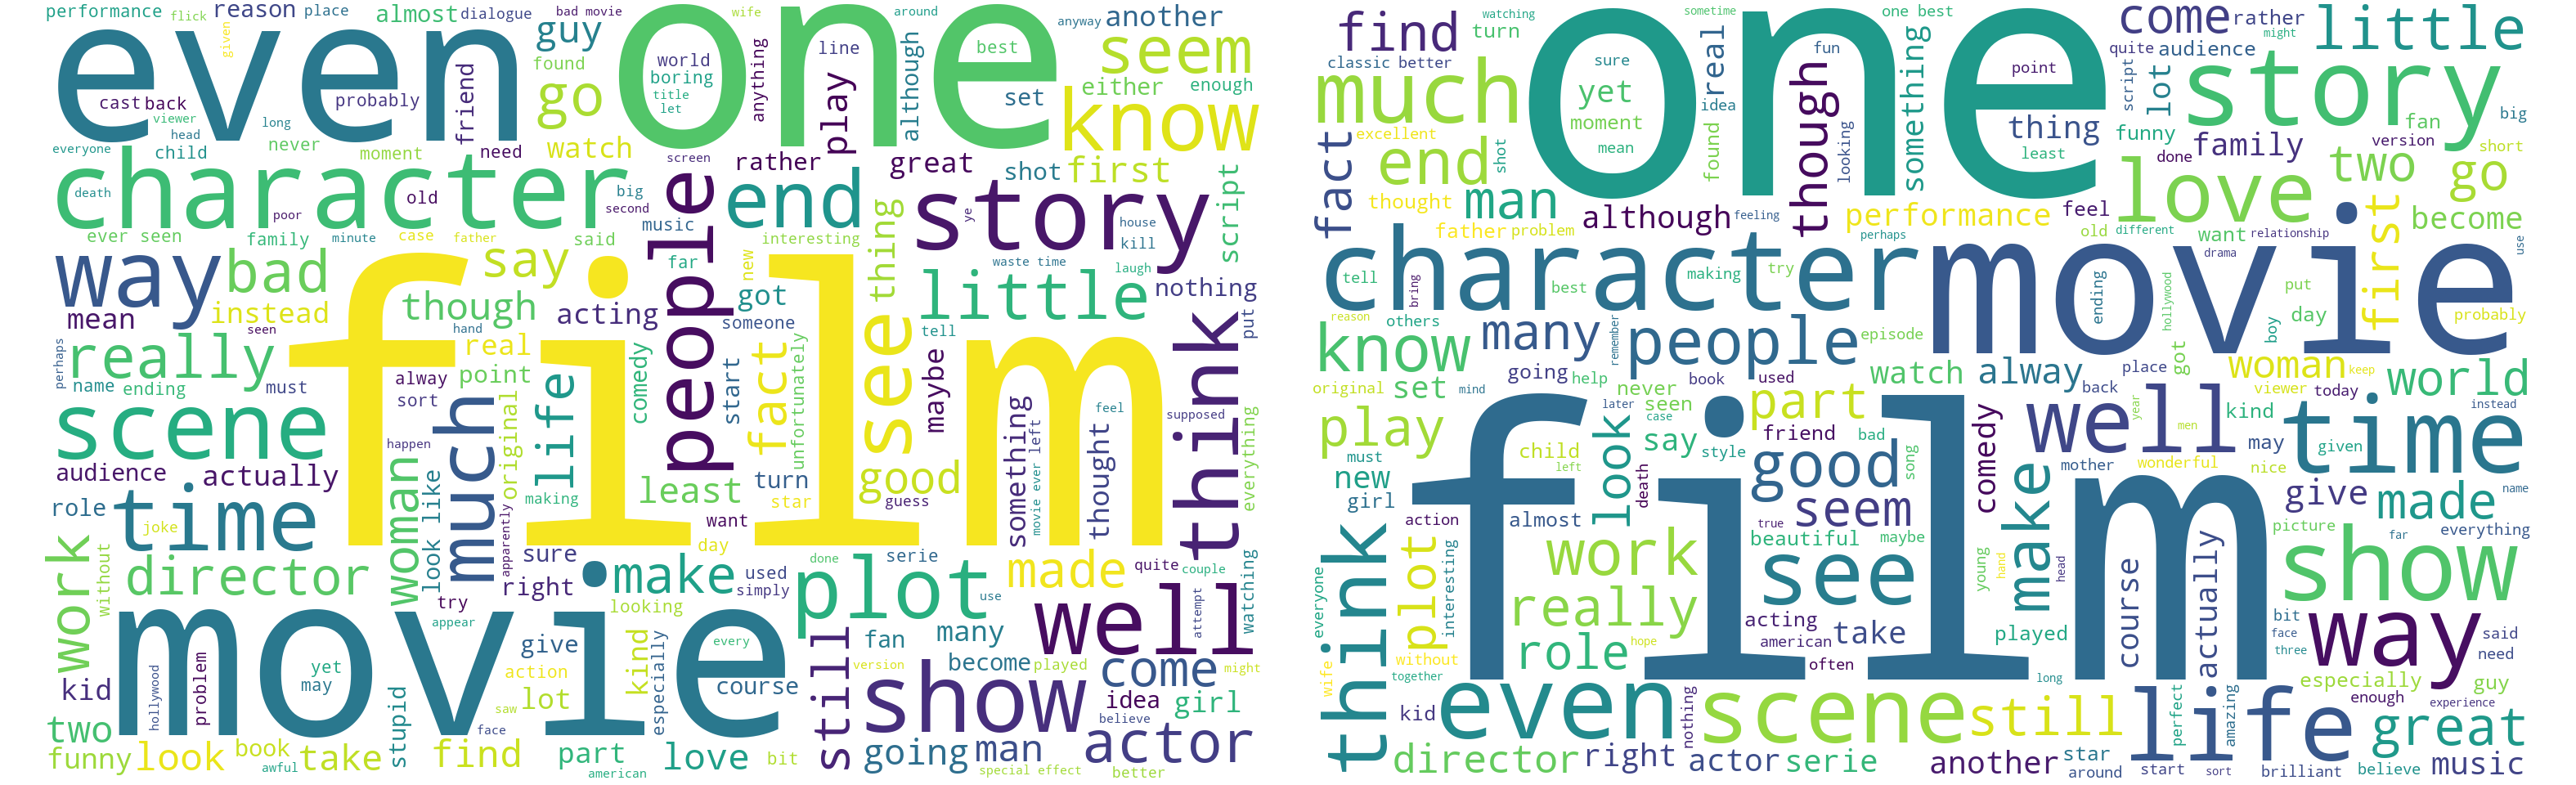 performance
flick
reason
place
almost
dialogue
bad movie
wife
around
anyway
another
even
given
one
guy
found
go
world
boring
title
let
anything
line
play
although
best
seem
either
enough
set
know
cast
back
viewer
head
long
probably
friend
everyone
child
never
moment
need
watch
screen
rather
great
shot
first
character
death
old
poor
big
second
people
music
end
story
ye
house
kill
script
ever seen
family
minute
case
father
said
interesting
waste time
laugh
way
bad
say
far
new
thing
little
nothing
mean
instead
seen
though
hand
acting
got
someone
tell
put
film
really
real
point
perhaps
name
ending
must
alway
sort
life
comedy
start
fact
unfortunately
see
maybe
think
scene
much
original
happen
something
movie ever left
feel
thought
supposed
everything
audience
actually
woman
look like
making
least
turn
star
good
guess
role
time
joke
apparently
want
day
work
without
director
sure
right
make
used
simply
done
serie
plot
use
made
quite
couple
watching
try
appear
looking
movie
give
action
kind
especially
every
course
still
fan
version
many
become
played
well
attempt
come
might
kid
hollywood
problem
yet
may
stupid
saw
lot
face
show
idea
believe
girl
two
funny
look
book
awful
take
find
part
american
love
bit
going
man
special effect
actor
better
find
watching
turn
sometime
one best
come
rather
might
little
quite
audience
classic
better
much
one
sure
yet
moment
mean
real
idea
found
fun
though
looking
something
point
thing
least
script
lot
story
big
funny
fan
fact
excellent
end
shot
thought
man
done
family
version
short
two
go
love
although
feeling
performance
feel
become
father
problem
perhaps
old
different
want
relationship
first
use
character
tell
bring
best
making
try
movie
drama
ending
hollywood
put
boy
day
probably
reason
others
know
many
remember
people
episode
got
original
set
mind
going
help
never
book
used
watch
alway
back
place
woman
viewer
keep
today
world
play
later
seen
case
part
well
year
men
kind
time
instead
must
new
girl
child
left
look
say
style
friend
bad
good
song
comedy
mother
wonderful
may
nice
given
film
action
almost
death
seem
true
beautiful
maybe
make
give
made
name
picture
far
everything
think
everyone
plot
interesting
work
really
see
young
hand
head
course
actually
show
acting
american
take
played
bit
face
three
way
said
need
wife
without
together
role
hope
often
long
especially
enough
guy
experience
kid
even
nothing
scene
still
life
perfect
amazing
great
director
right
actor
serie
another
star
around
start
sort
brilliant
believe
music